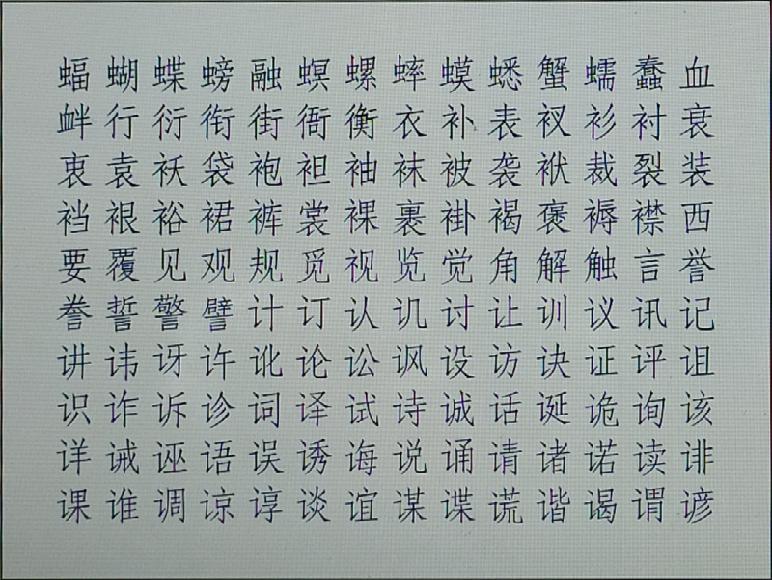 蝠蝴蝶螃融螟螺蟀蟆蟋蟹蠕蠢血
衅行衍衔街衙衡衣补表衩衫衬衰
衷袁袄袋袍袒袖袜被袭袱裁裂装
裆裉裕裙裤裳裸裹褂褐褒褥襟西
要覆见观规觅视览觉角解触言誉
誊誓警譬计订认讥讨让训议讯记
讲讳讶许讹论讼讽设访诀证评诅
识诈诉诊词译试诗诚话诞诡询该
详诫诬语误诱诲说诵请诸诺读诽
课谁调谅谆谈谊谋谍谎谐谒谓谚